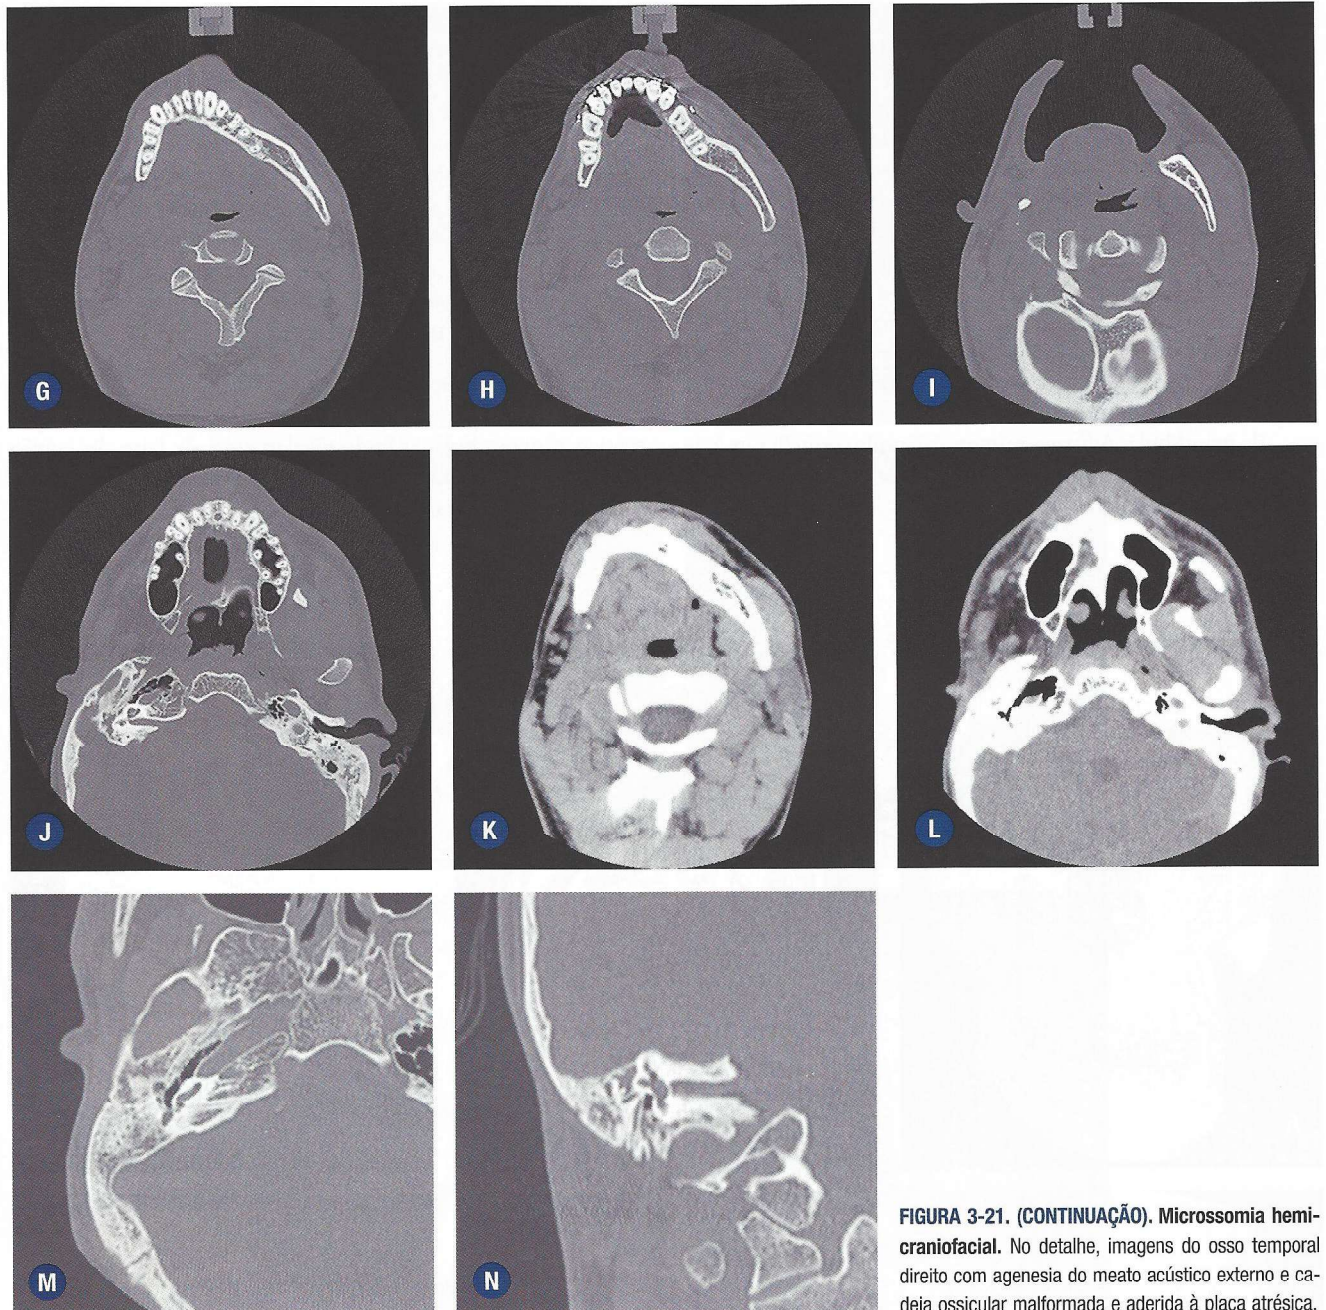 G
H
I
J
K
L
M
N
FIGURA 3-21. (CONTINUAÇÃO). Microssomia hemi-
craniofacial. No detalhe, imagens do osso temporal
direito com agenesia do meato acústico externo e ca-
deia ossicular malformada e aderida à placa atrésica.